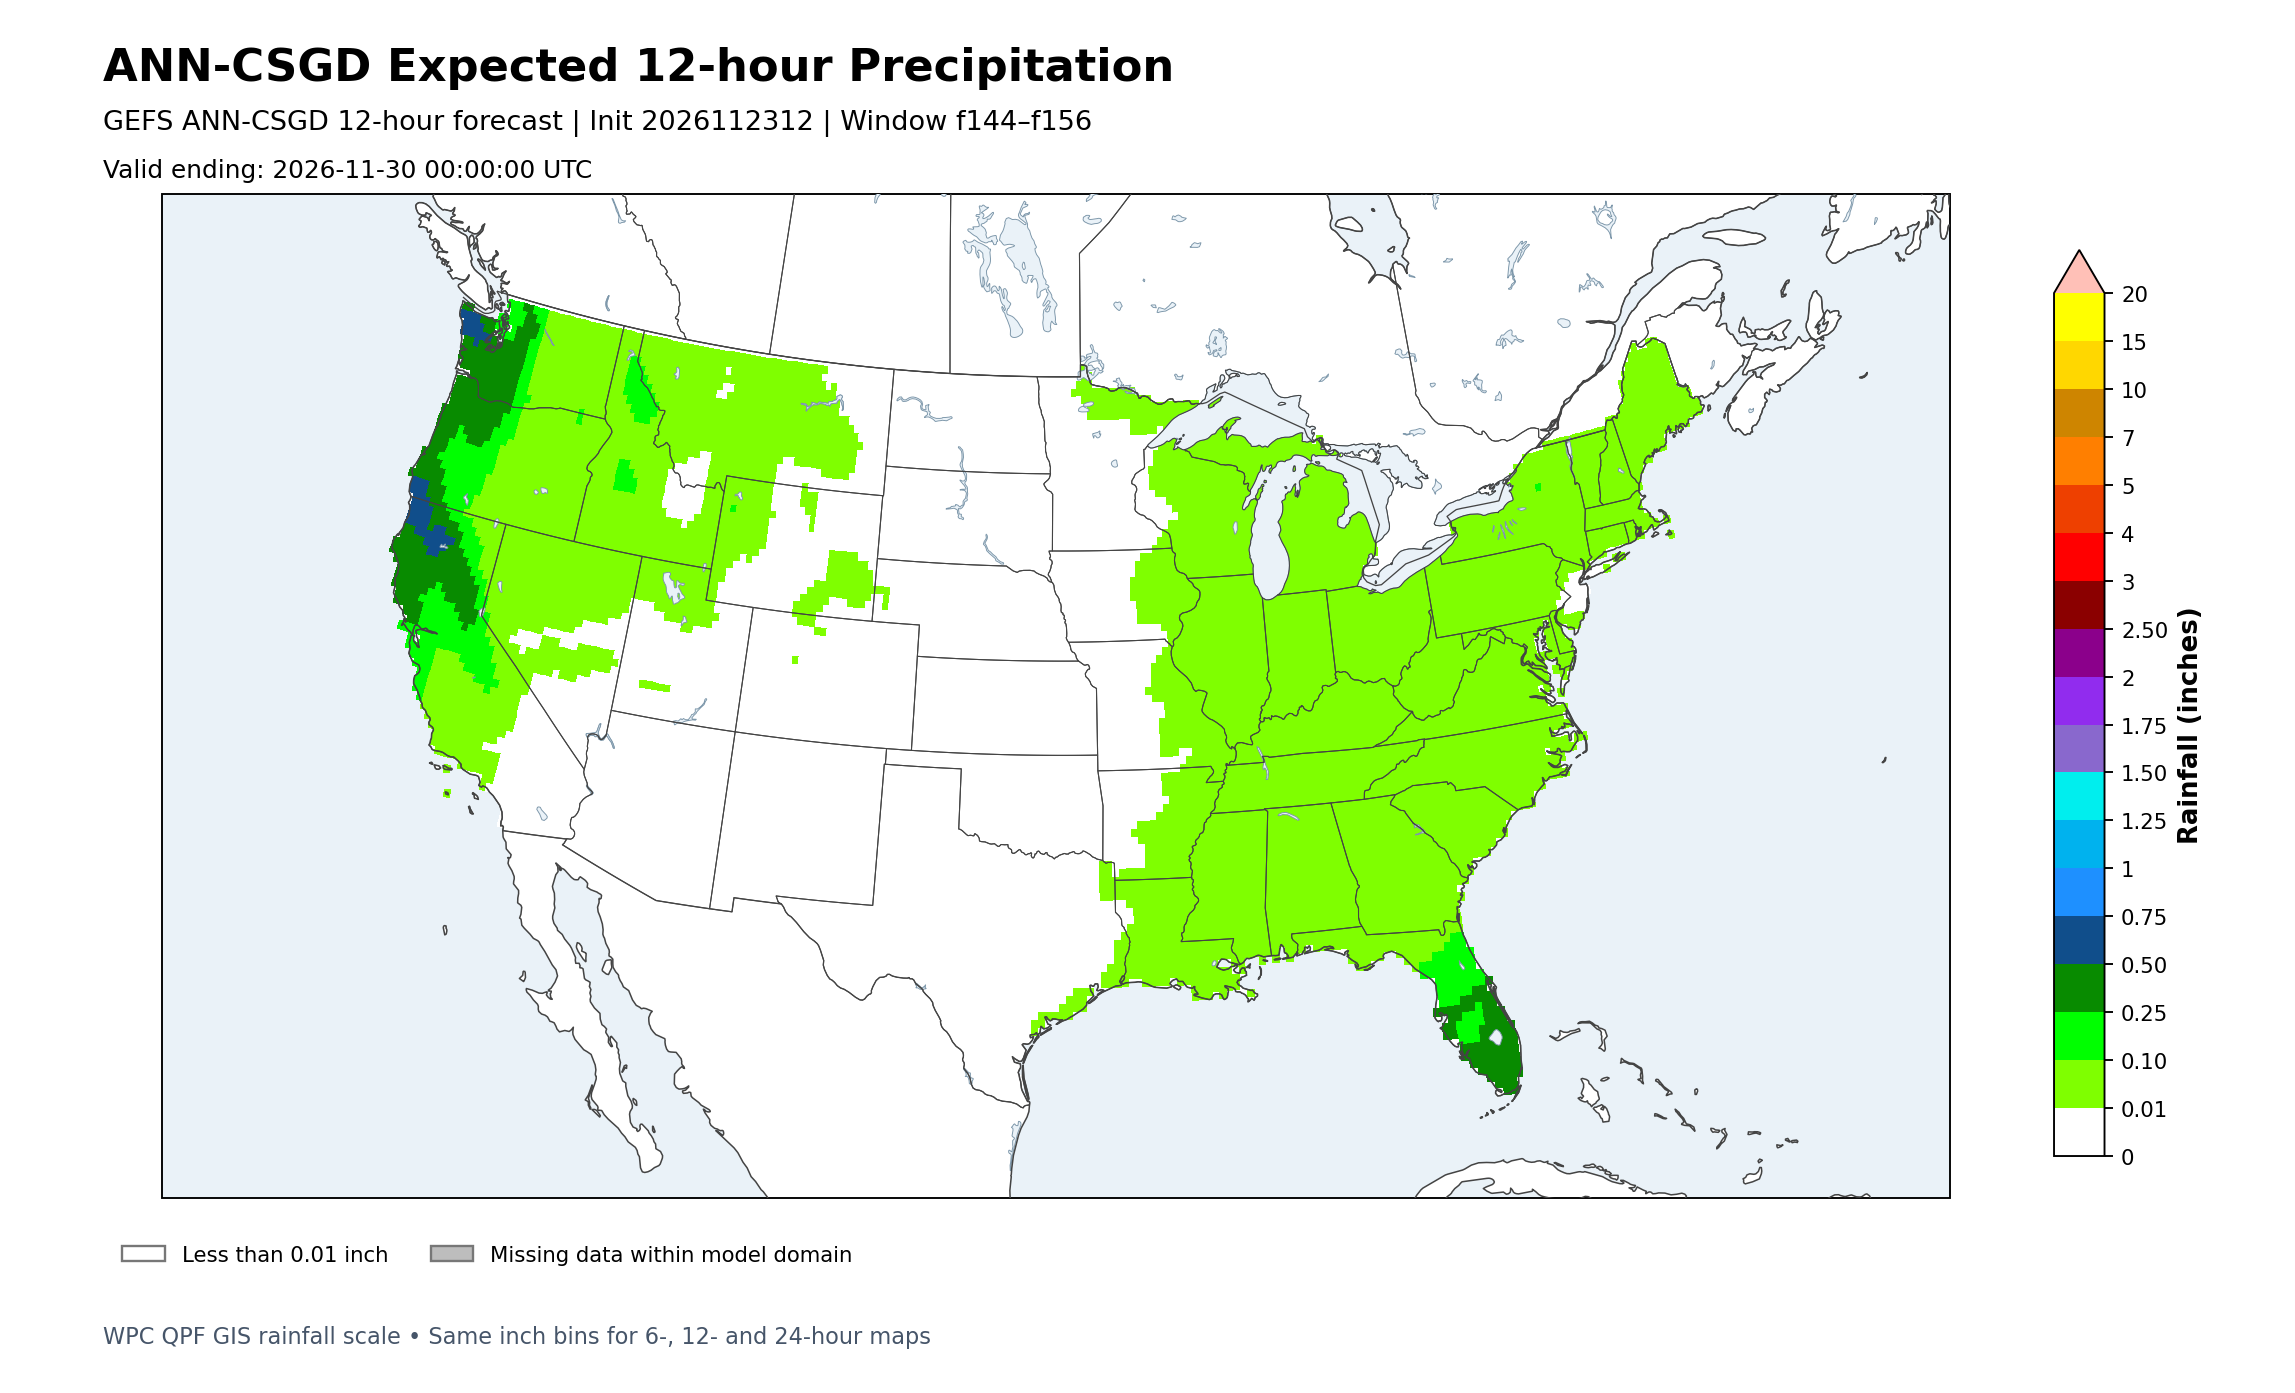 ANN-CSGD Expected 12-hour Precipitation
GEFS ANN-CSGD 12-hour forecast | Init 2026112312 | Window f144–f156
Valid ending: 2026-11-30 00:00:00 UTC
20
15
10
7
5
4
3
2.50
2
1.75
1.50
1.25
1
0.75
0.50
0.25
0.10
0.01
0
Rainfall (inches)
Less than 0.01 inch
Missing data within model domain
WPC QPF GIS rainfall scale • Same inch bins for 6-, 12- and 24-hour maps